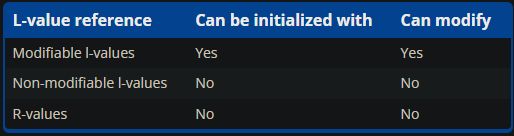 L-value reference Can be initialized with Can modify
Modifiable l-values Yes Yes
Non-modifiable l-values No No
R-values No No